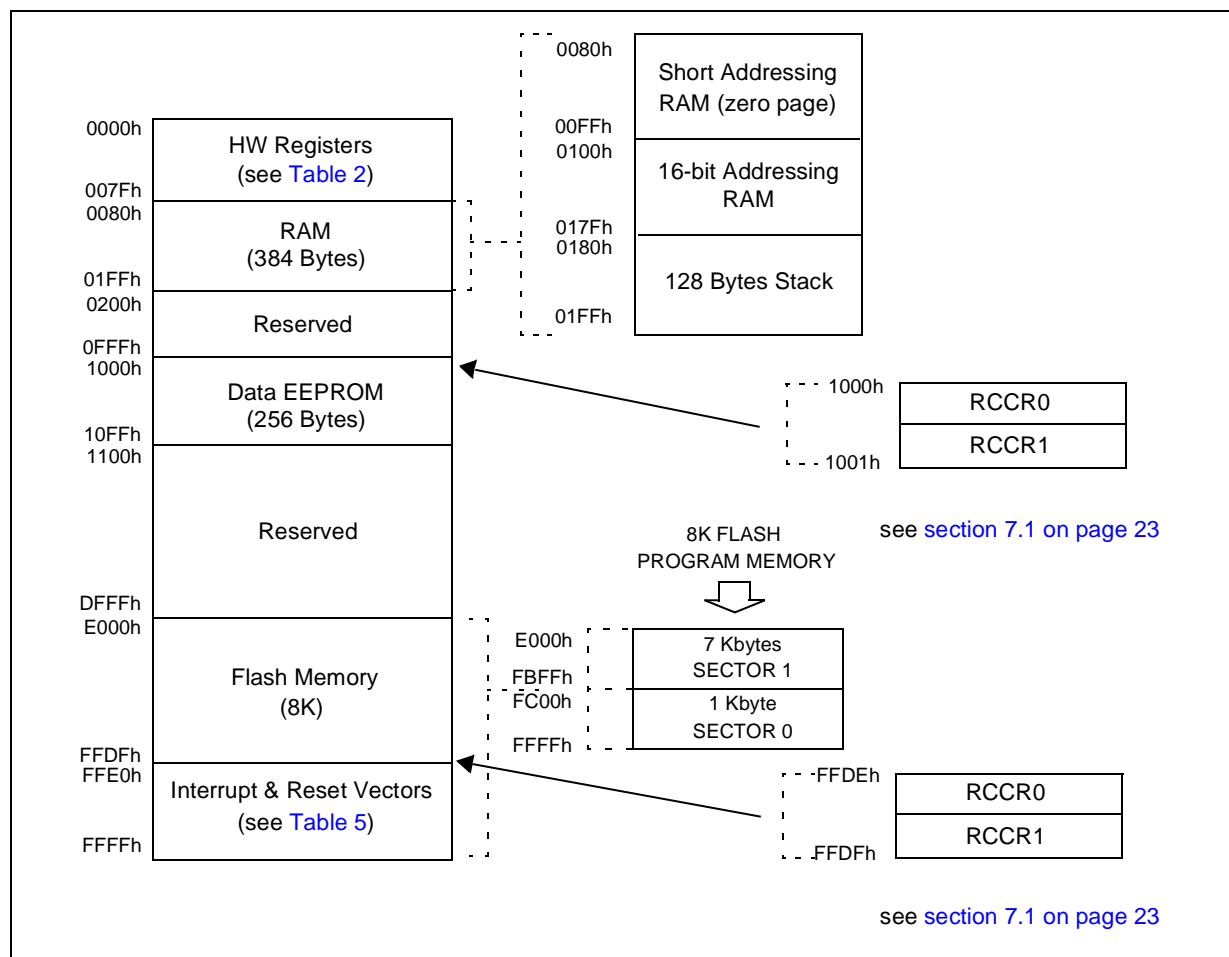 0000h
HW Registers
(see Table 2)
007Fh
0080h
RAM
(384 Bytes)
01FFh
0200h
Reserved
0FFFh
1000h
Data EEPROM
(256 Bytes)
10FFh
1100h
Reserved
DFFFh
E000h
Flash Memory
(8K)
FFDFh
FFE0h
Interrupt & Reset Vectors
(see Table 5)
FFFFh
0080h
Short Addressing
RAM (zero page)
00FFh
0100h
16-bit Addressing
RAM
017Fh
0180h
128 Bytes Stack
01FFh
1000h
RCCR0
RCCR1
1001h
see section 7.1 on page 23
8K FLASH
PROGRAM MEMORY
E000h
7 Kbytes
SECTOR 1
FBFFh
FC00h
1 Kbyte
SECTOR 0
FFFFh
FFDEh
RCCR0
RCCR1
FFDFh
see section 7.1 on page 23